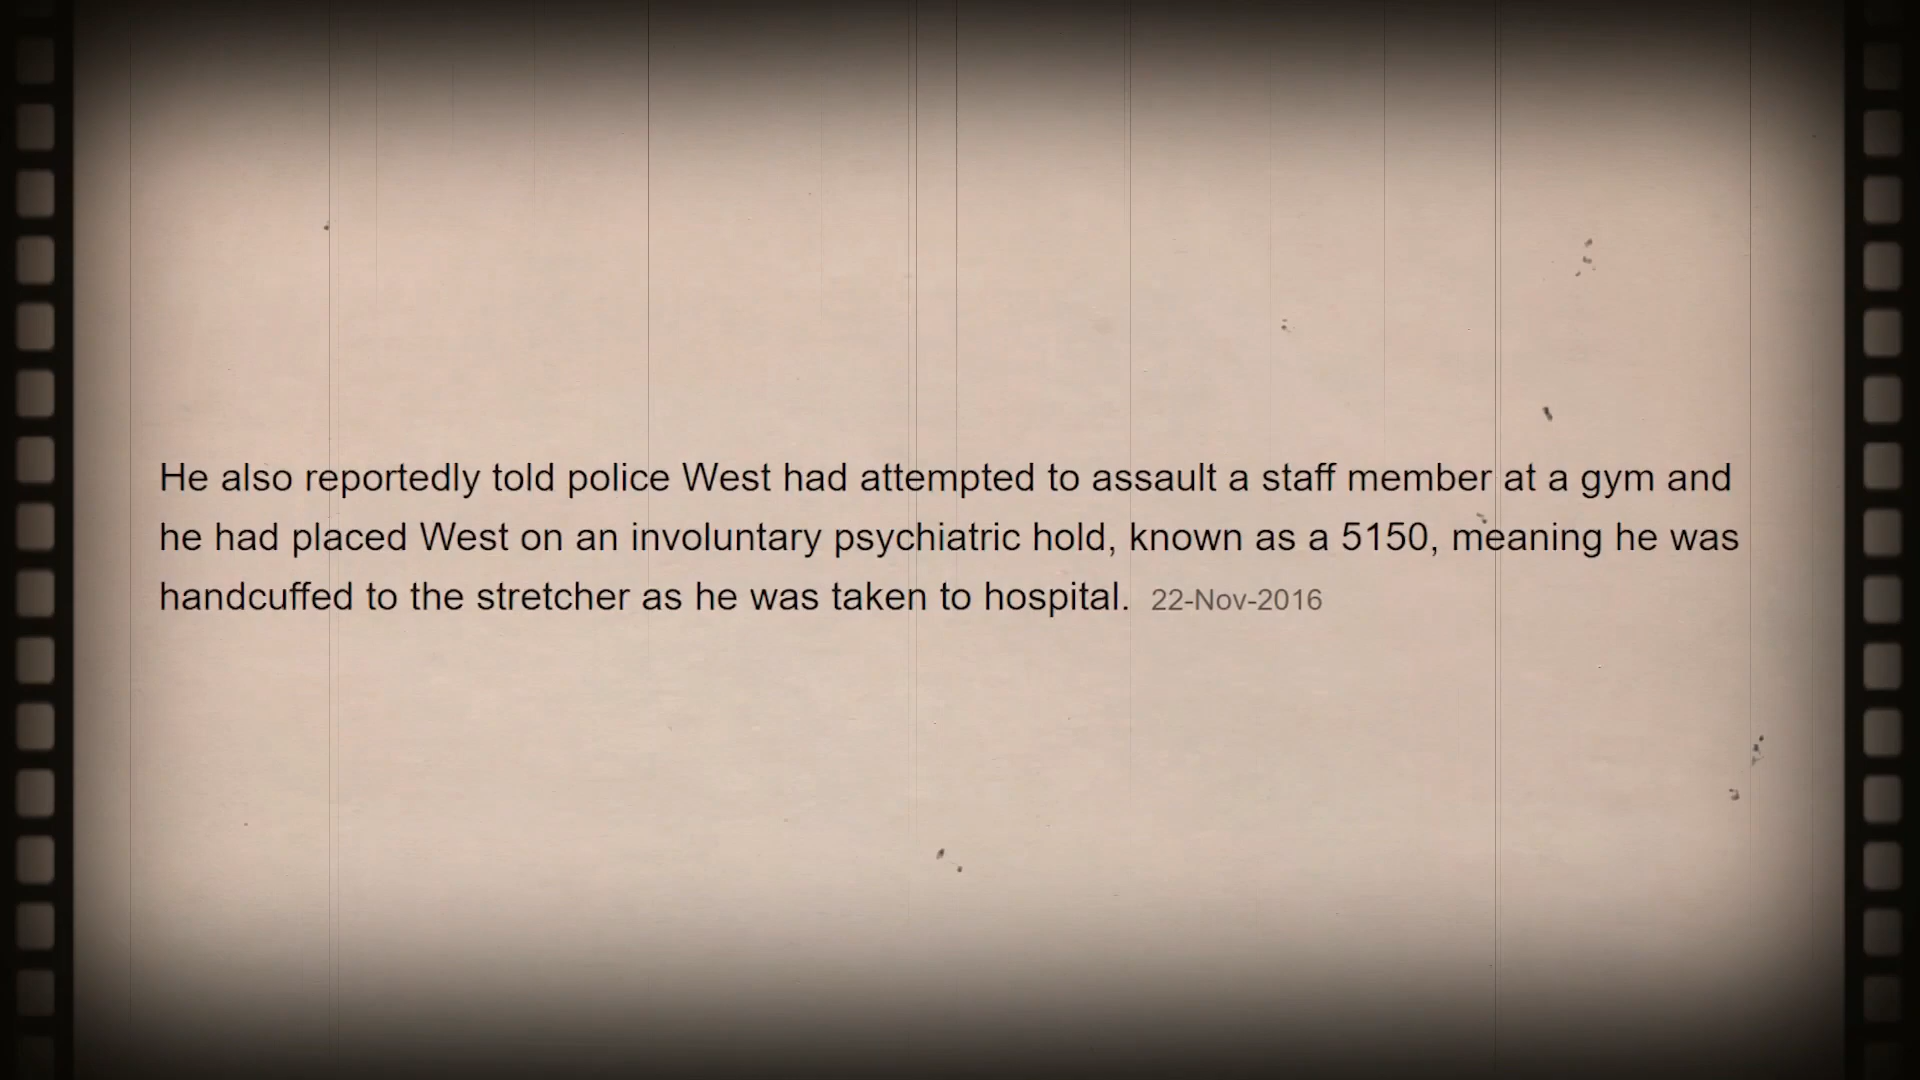 He also reportedly told police West had attempted to assault a staff member at a gym and
he had placed West on an involuntary psychiatric hold, known as a 5150, meaning he was
handcuffed to the stretcher as he was taken to hospital. 22-Nov-2016